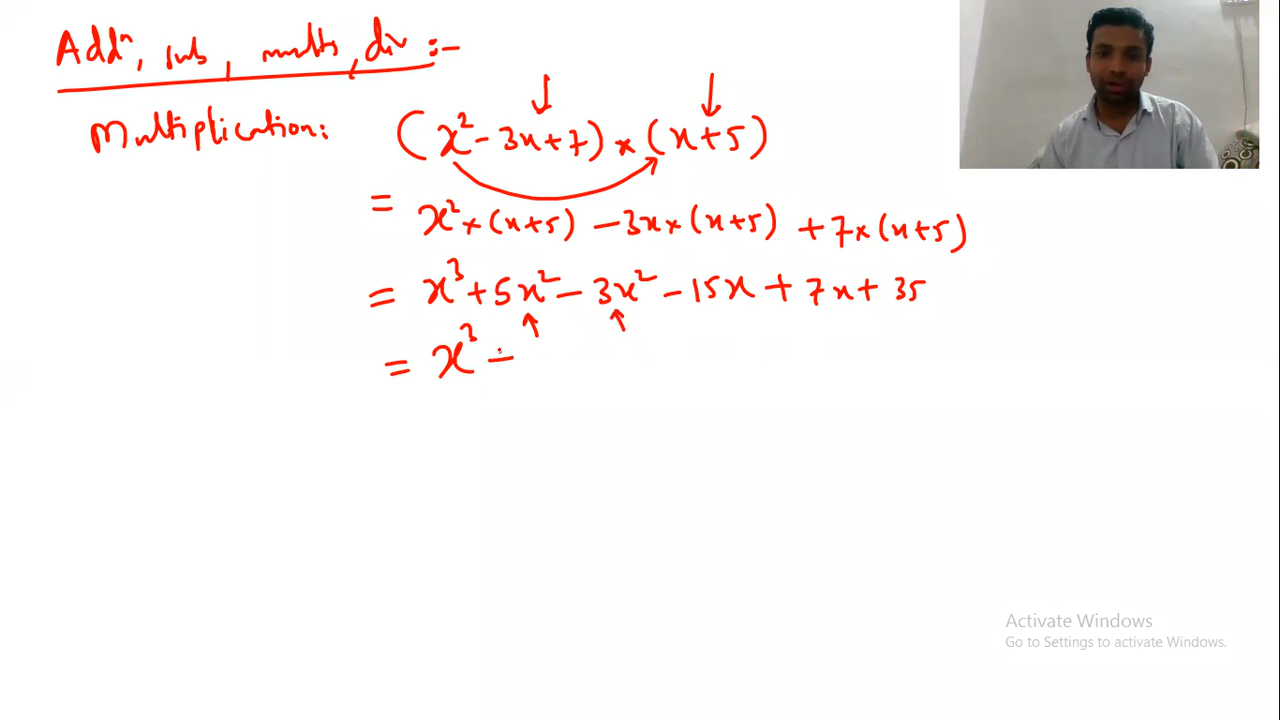 Addⁿ, sub, mults, div :-
Multiplication: (x² - 3x + 7) × (x + 5)
= x² × (x + 5) - 3x × (x + 5) + 7 × (x + 5)
= x³ + 5x² - 3x² - 15x + 7x + 35
= x³ -
Activate Windows
Go to Settings to activate Windows.